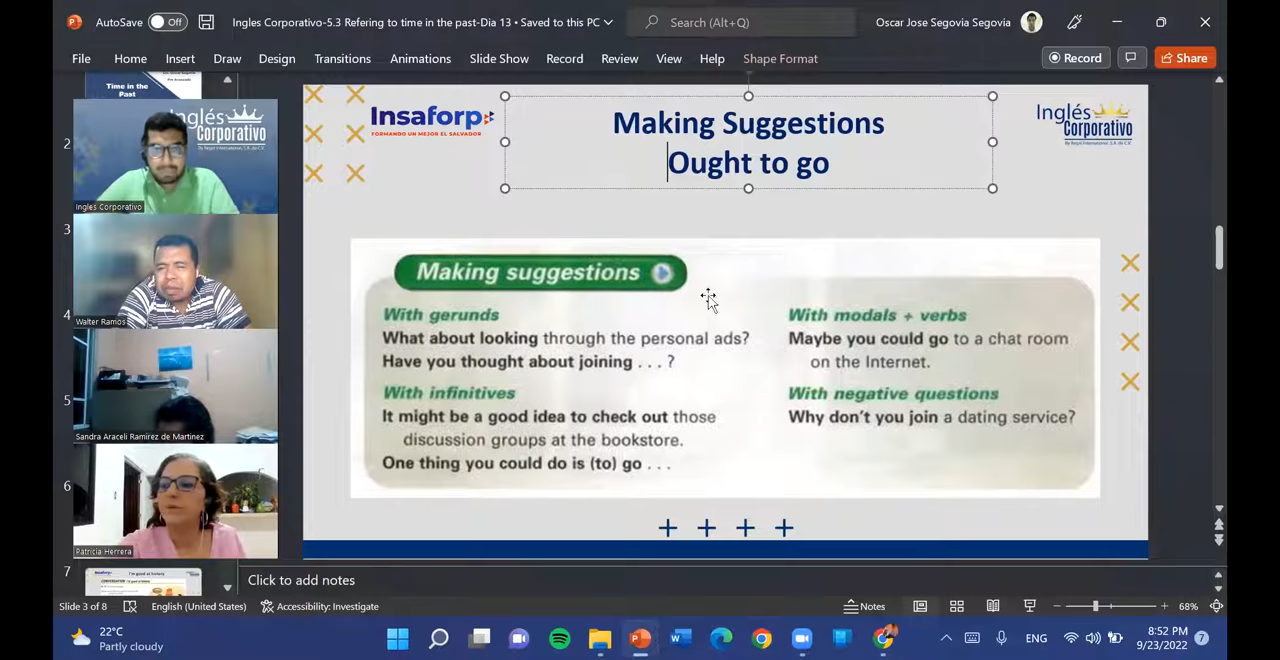 AutoSave Off Ingles Corporativo-5.3 Refering to time in the past-Dia 13 • Saved to this PC Search (Alt+Q) Oscar Jose Segovia Segovia
File Home Insert Draw Design Transitions Animations Slide Show Record Review View Help Shape Format Record Share
Time in the
Past
2
Inglés
Corporativo
Ingles Corporativo
3
Walter Ramos
4
5
Sandra Araceli Ramirez de Martinez
6
Patricia Herrera
7
Insaforp
FORMANDO UN MEJOR EL SALVADOR
Making Suggestions
Ought to go
Inglés
Corporativo
Making suggestions
With gerunds
What about looking through the personal ads?
Have you thought about joining . . . ?
With infinitives
It might be a good idea to check out those
discussion groups at the bookstore.
One thing you could do is (to) go . . .
With modals + verbs
Maybe you could go to a chat room
on the Internet.
With negative questions
Why don't you join a dating service?
Click to add notes
Slide 3 of 8 English (United States) Accessibility: Investigate Notes 68%
22°C
Partly cloudy
ENG
8:52 PM
9/23/2022
7